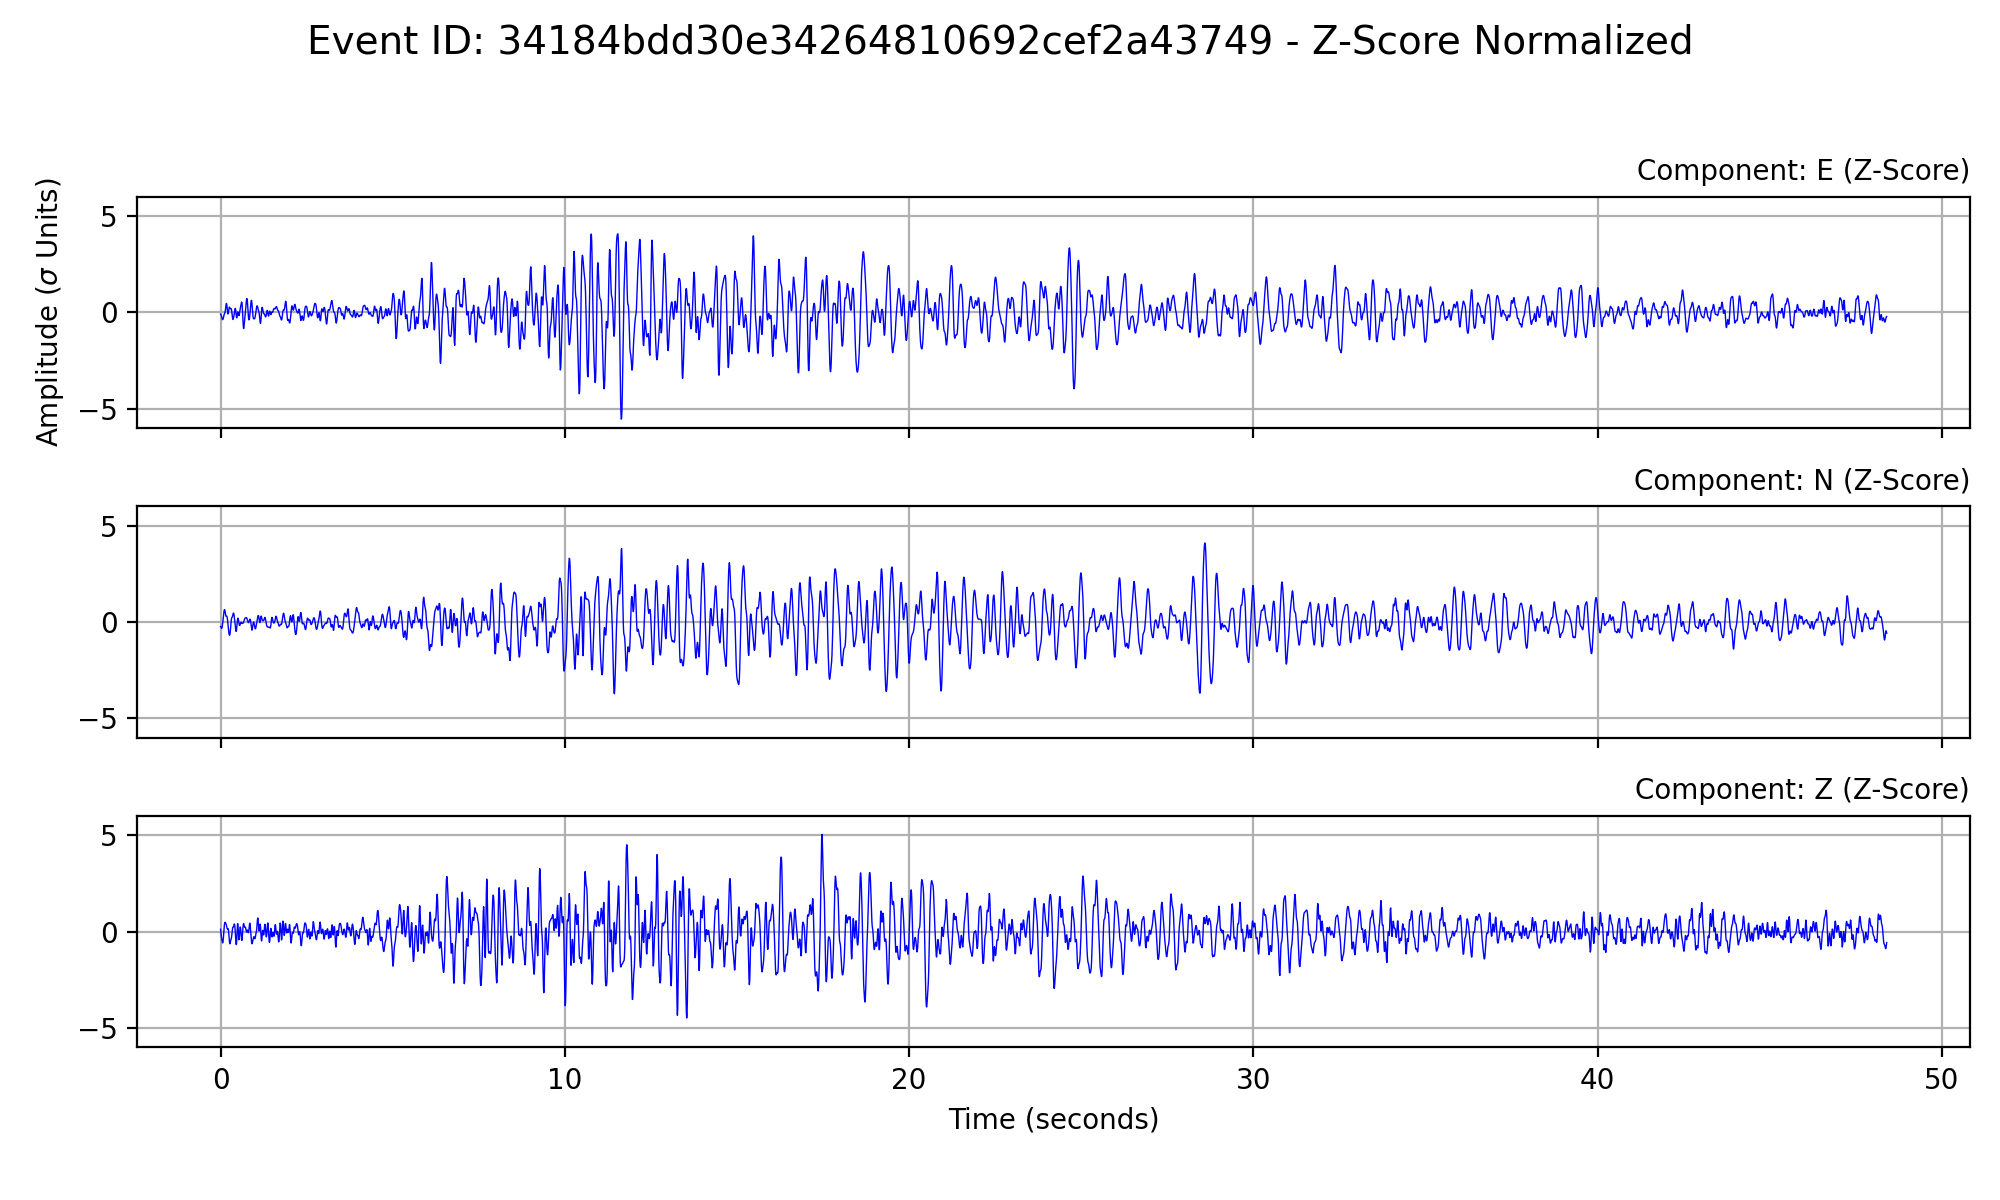 Event ID: 34184bdd30e34264810692cef2a43749 - Z-Score Normalized
Component: E (Z-Score)
Amplitude (σ Units)
5
0
−5
Component: N (Z-Score)
5
0
−5
Component: Z (Z-Score)
5
0
−5
0 10 20 30 40 50
Time (seconds)